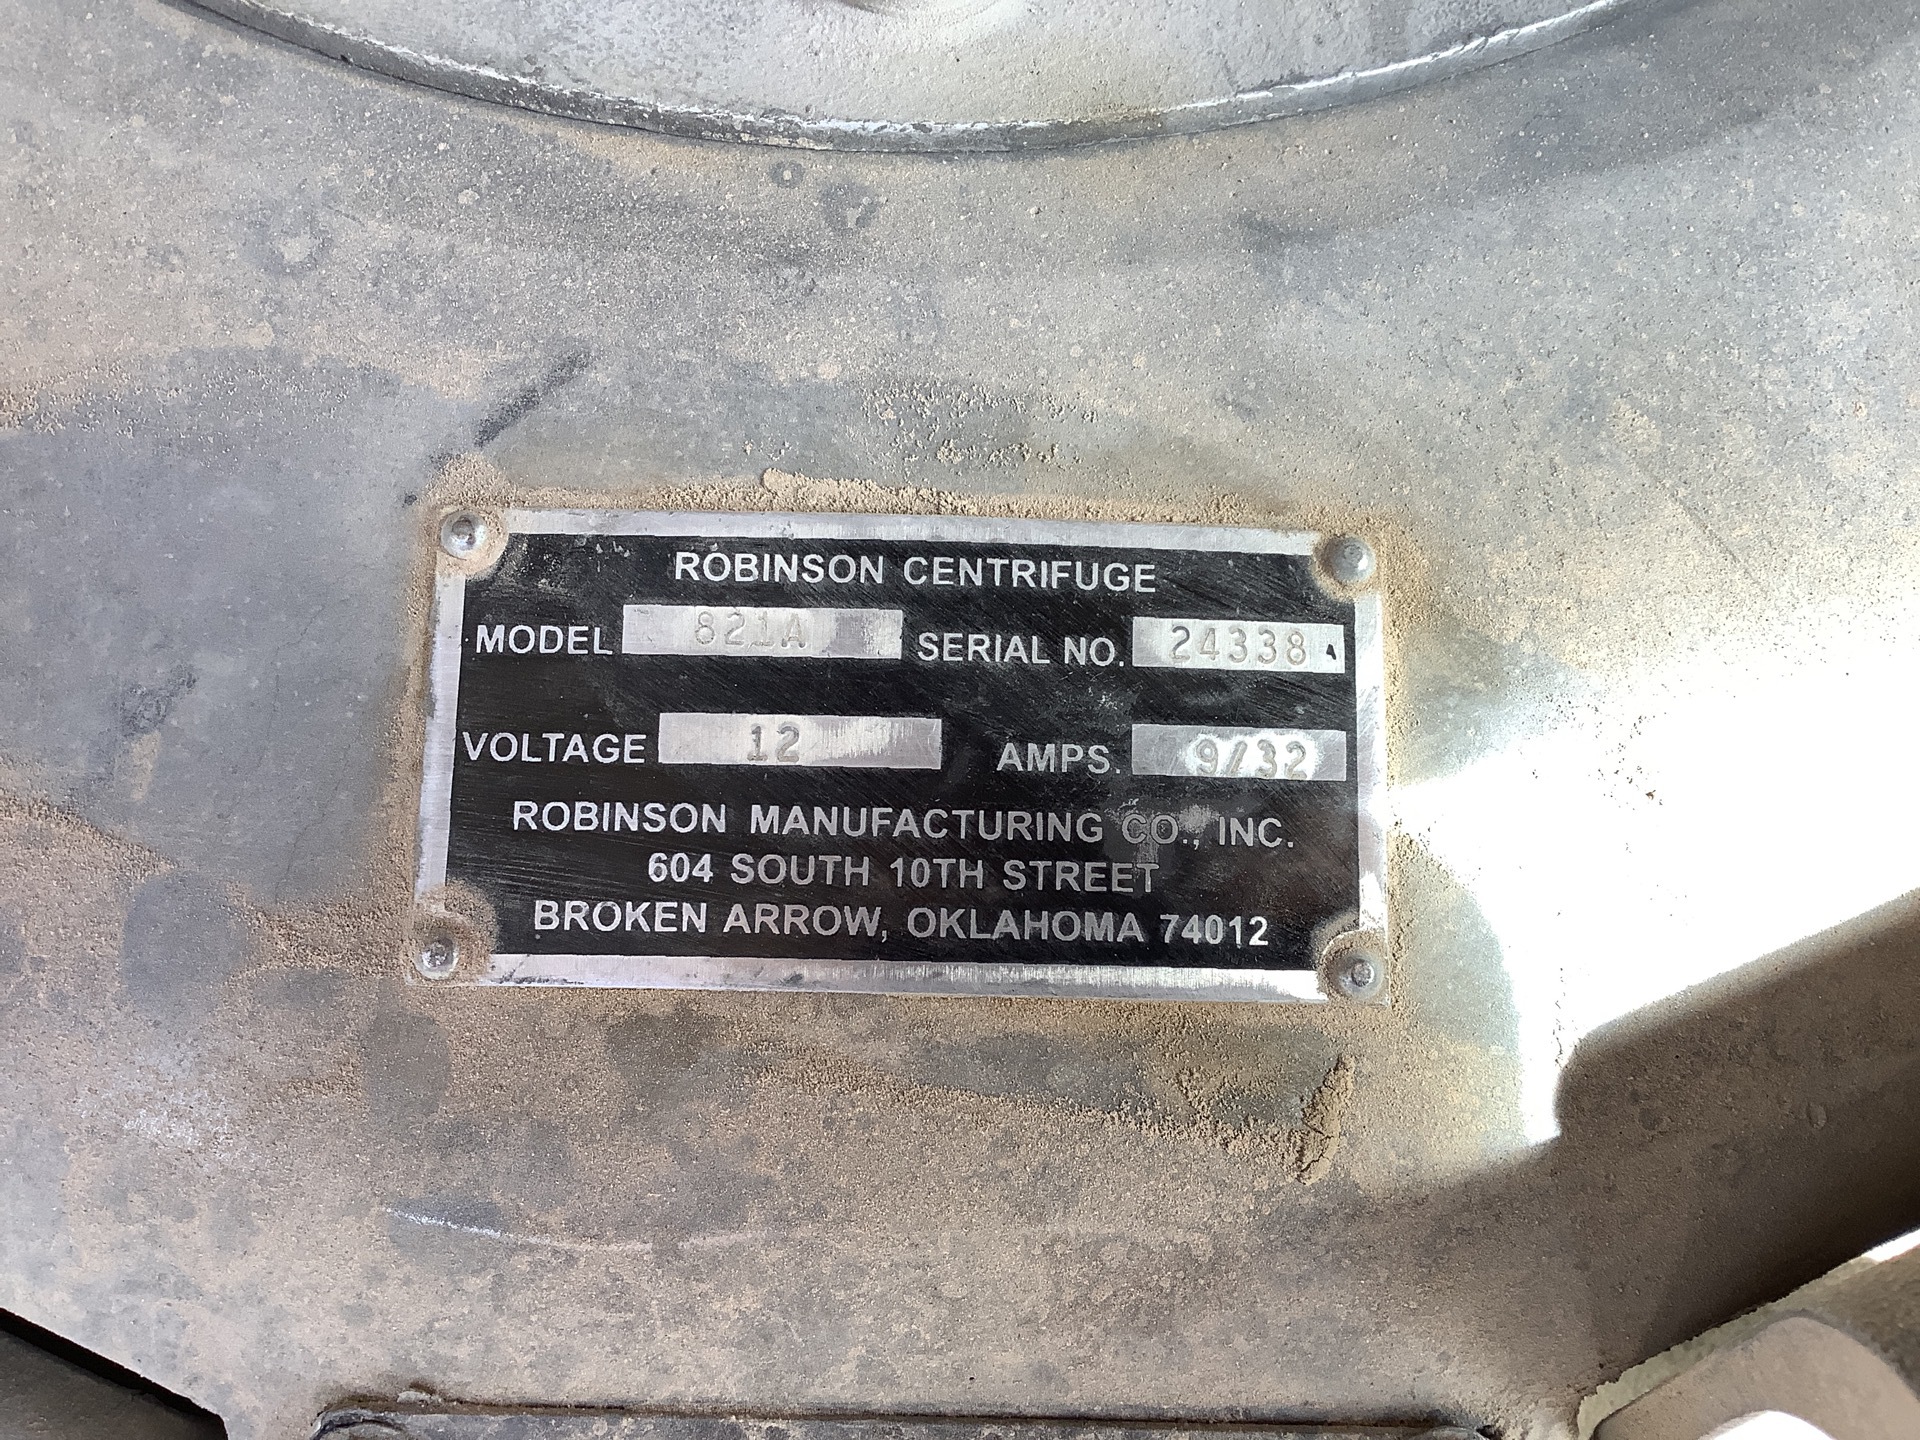 ROBINSON CENTRIFUGE
MODEL 821A SERIAL NO. 24338
VOLTAGE 12 AMPS. 9/32
ROBINSON MANUFACTURING CO., INC.
604 SOUTH 10TH STREET
BROKEN ARROW, OKLAHOMA 74012